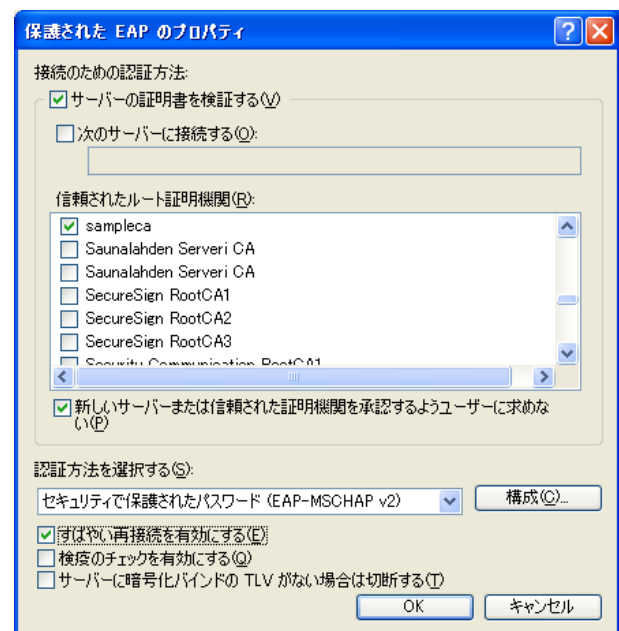 保護された EAP のプロパティ
接続のための認証方法:
サーバーの証明書を検証する(V)
次のサーバーに接続する(O):
信頼されたルート証明機関(R):
sampleca
Saunalahden Serveri CA
Saunalahden Serveri CA
SecureSign RootCA1
SecureSign RootCA2
SecureSign RootCA3
Security Communication RootCA1
新しいサーバーまたは信頼された証明機関を承認するようユーザーに求めな
い(P)
認証方法を選択する(S):
セキュリティで保護されたパスワード (EAP-MSCHAP v2)
構成(C)...
すばやい再接続を有効にする(E)
検疫のチェックを有効にする(Q)
サーバーに暗号化バインドの TLV がない場合は切断する(T)
OK キャンセル